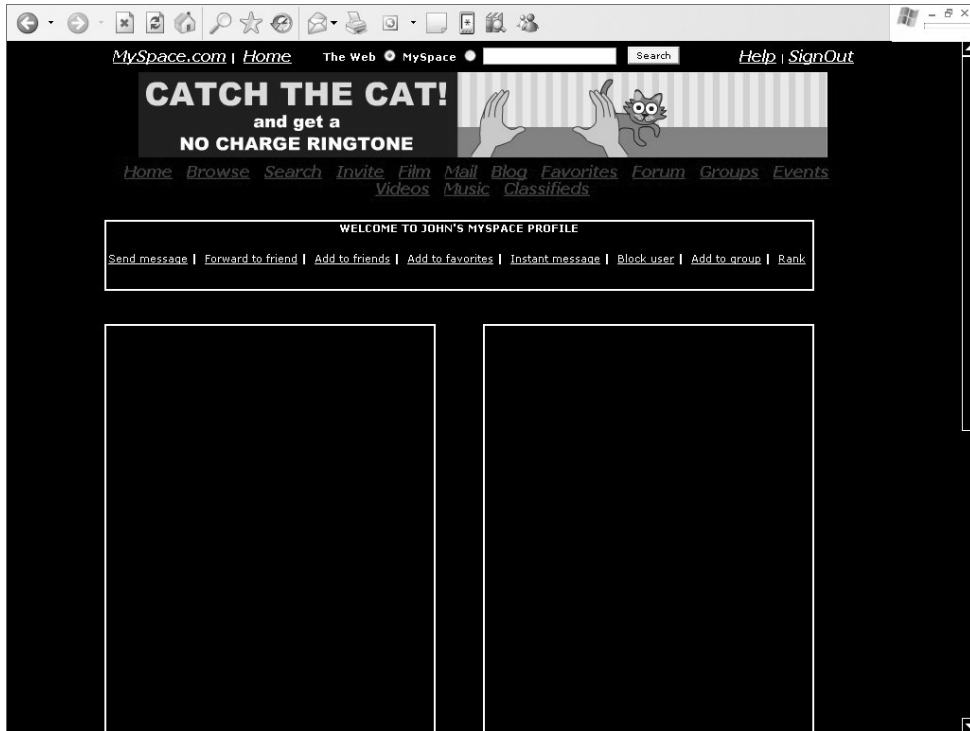 MySpace.com | Home The Web MySpace Search Help | SignOut
CATCH THE CAT!
and get a
NO CHARGE RINGTONE
Home Browse Search Invite Film Mail Blog Favorites Forum Groups Events
Videos Music Classifieds
WELCOME TO JOHN'S MYSPACE PROFILE
Send message | Forward to friend | Add to friends | Add to favorites | Instant message | Block user | Add to group | Rank